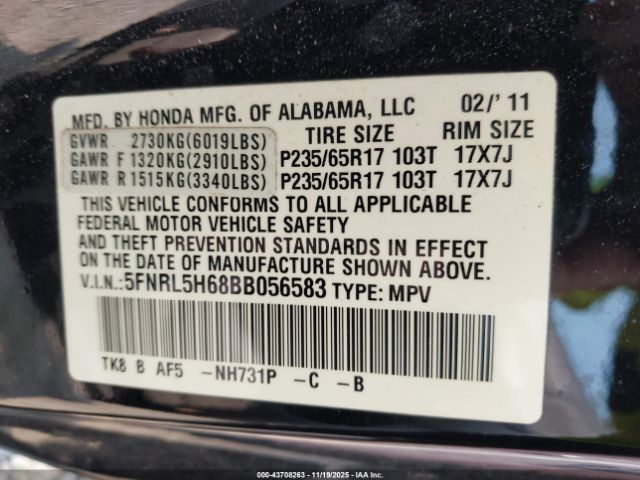 MFD. BY HONDA MFG. OF ALABAMA, LLC 02/'11
GVWR 2730KG(6019LBS) TIRE SIZE RIM SIZE
GAWR F 1320KG(2910LBS) P235/65R17 103T 17X7J
GAWR R 1515KG(3340LBS) P235/65R17 103T 17X7J
THIS VEHICLE CONFORMS TO ALL APPLICABLE
FEDERAL MOTOR VEHICLE SAFETY
AND THEFT PREVENTION STANDARDS IN EFFECT
ON THE DATE OF MANUFACTURE SHOWN ABOVE.
V.I.N.:5FNRL5H68BB056583 TYPE: MPV
TK8 B AF5 -NH731P -C -B
000-43708263 - 11/19/2025 - IAA Inc.